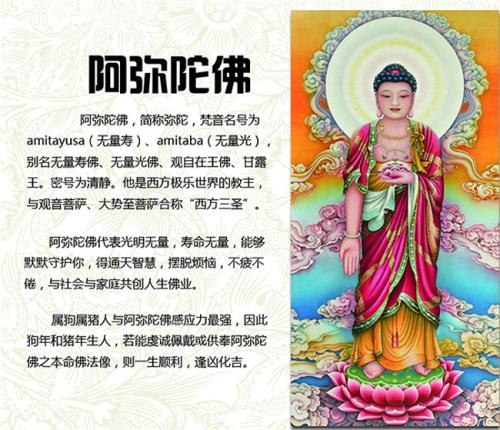 阿弥陀佛
阿弥陀佛，简称弥陀，梵音名号为
amitayusa（无量寿）、amitaba（无量光），
别名无量寿佛、无量光佛、观自在王佛、甘露
王。密号为清静。他是西方极乐世界的教主，
与观音菩萨、大势至菩萨合称“西方三圣”。
阿弥陀佛代表光明无量，寿命无量，能够
默默守护你，得通天智慧，摆脱烦恼，不疲不
倦，与社会与家庭共创人生佛业。
属狗属猪人与阿弥陀佛感应力最强，因此
狗年和猪年生人，若能虔诚佩戴或供奉阿弥陀
佛之本命佛法像，则一生顺利，逢凶化吉。